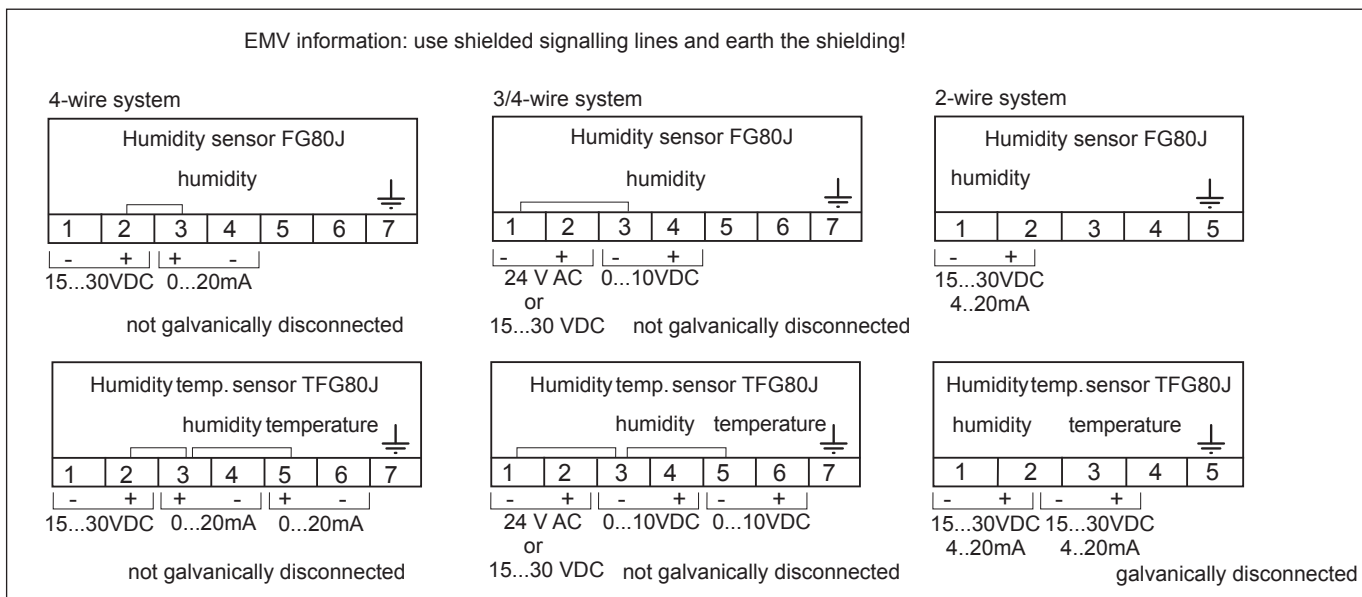 EMV information: use shielded signalling lines and earth the shielding!
4-wire system
Humidity sensor FG80J
humidity
1 2 3 4 5 6 7
- + + -
15...30VDC 0...20mA
not galvanically disconnected
3/4-wire system
Humidity sensor FG80J
humidity
1 2 3 4 5 6 7
- + - +
24 V AC 0...10VDC
or
15...30 VDC not galvanically disconnected
2-wire system
Humidity sensor FG80J
humidity
1 2 3 4 5
- +
15...30VDC
4..20mA
Humidity temp. sensor TFG80J
humidity temperature
1 2 3 4 5 6 7
- + + - + -
15...30VDC 0...20mA 0...20mA
not galvanically disconnected
Humidity temp. sensor TFG80J
humidity temperature
1 2 3 4 5 6 7
- + - + - +
24 V AC 0...10VDC 0...10VDC
or
15...30 VDC not galvanically disconnected
Humidity temp. sensor TFG80J
humidity temperature
1 2 3 4 5
- + - +
15...30VDC 15...30VDC
4..20mA 4..20mA
galvanically disconnected